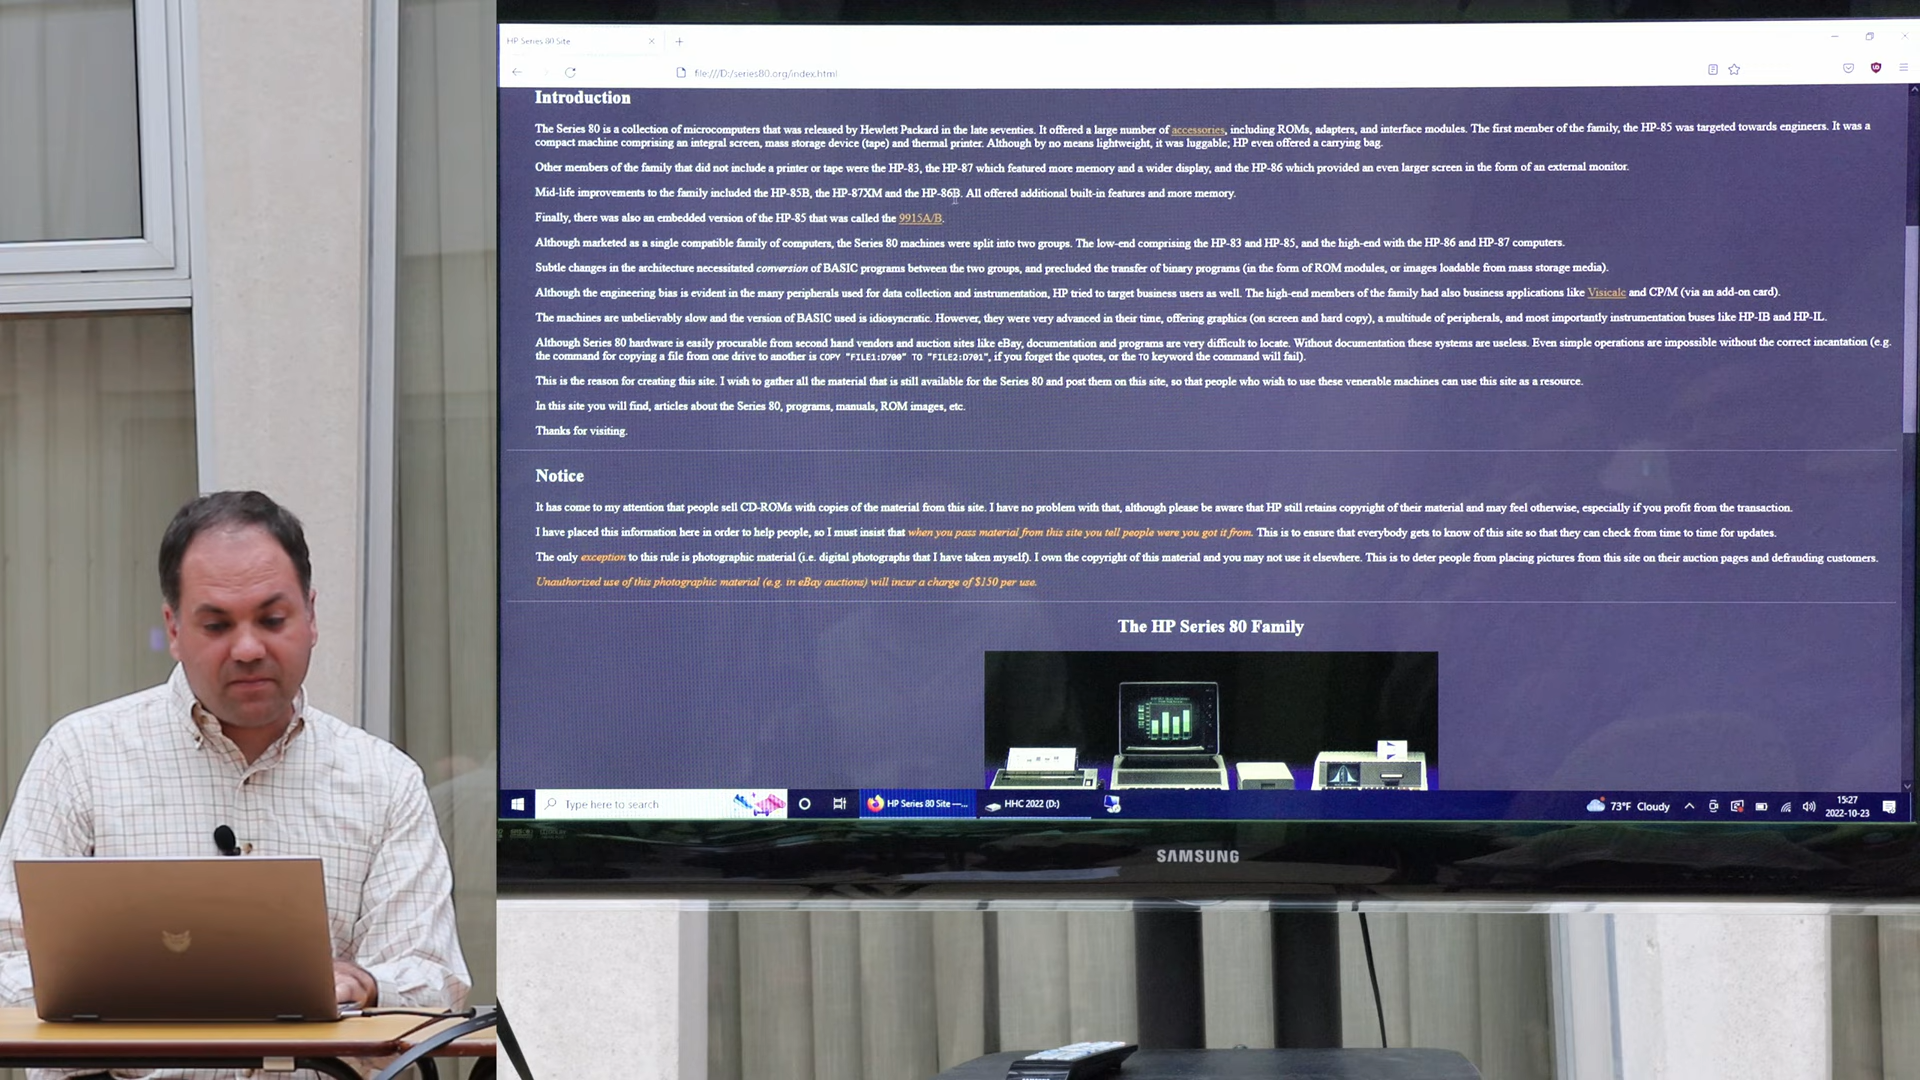 HP Series 80 Site
file:///D:/series80.org/index.html
Introduction
The Series 80 is a collection of microcomputers that was released by Hewlett Packard in the late seventies. It offered a large number of accessories, including ROMs, adapters, and interface modules. The first member of the family, the HP-85 was targeted towards engineers. It was a
compact machine comprising an integral screen, mass storage device (tape) and thermal printer. Although by no means lightweight, it was luggable; HP even offered a carrying bag.
Other members of the family that did not include a printer or tape were the HP-83, the HP-87 which featured more memory and a wider display, and the HP-86 which provided an even larger screen in the form of an external monitor.
Mid-life improvements to the family included the HP-85B, the HP-87XM and the HP-86B. All offered additional built-in features and more memory.
Finally, there was also an embedded version of the HP-85 that was called the 9915A/B.
Although marketed as a single compatible family of computers, the Series 80 machines were split into two groups. The low-end comprising the HP-83 and HP-85, and the high-end with the HP-86 and HP-87 computers.
Subtle changes in the architecture necessitated conversion of BASIC programs between the two groups, and precluded the transfer of binary programs (in the form of ROM modules, or images loadable from mass storage media).
Although the engineering bias is evident in the many peripherals used for data collection and instrumentation, HP tried to target business users as well. The high-end members of the family had also business applications like Visicalc and CP/M (via an add-on card).
The machines are unbelievably slow and the version of BASIC used is idiosyncratic. However, they were very advanced in their time, offering graphics (on screen and hard copy), a multitude of peripherals, and most importantly instrumentation buses like HP-IB and HP-IL.
Although Series 80 hardware is easily procurable from second hand vendors and auction sites like eBay, documentation and programs are very difficult to locate. Without documentation these systems are useless. Even simple operations are impossible without the correct incantation (e.g.
the command for copying a file from one drive to another is COPY "FILE1:D700" TO "FILE2:D701", if you forget the quotes, or the TO keyword the command will fail).
This is the reason for creating this site. I wish to gather all the material that is still available for the Series 80 and post them on this site, so that people who wish to use these venerable machines can use this site as a resource.
In this site you will find, articles about the Series 80, programs, manuals, ROM images, etc.
Thanks for visiting.
Notice
It has come to my attention that people sell CD-ROMs with copies of the material from this site. I have no problem with that, although please be aware that HP still retains copyright of their material and may feel otherwise, especially if you profit from the transaction.
I have placed this information here in order to help people, so I must insist that when you pass material from this site you tell people were you got it from. This is to ensure that everybody gets to know of this site so that they can check from time to time for updates.
The only exception to this rule is photographic material (i.e. digital photographs that I have taken myself). I own the copyright of this material and you may not use it elsewhere. This is to deter people from placing pictures from this site on their auction pages and defrauding customers.
Unauthorized use of this photographic material (e.g. in eBay auctions) will incur a charge of $150 per use.
The HP Series 80 Family
Type here to search
HP Series 80 Site —...
HHC 2022 (D:)
73°F Cloudy
15:27
2022-10-23
SAMSUNG